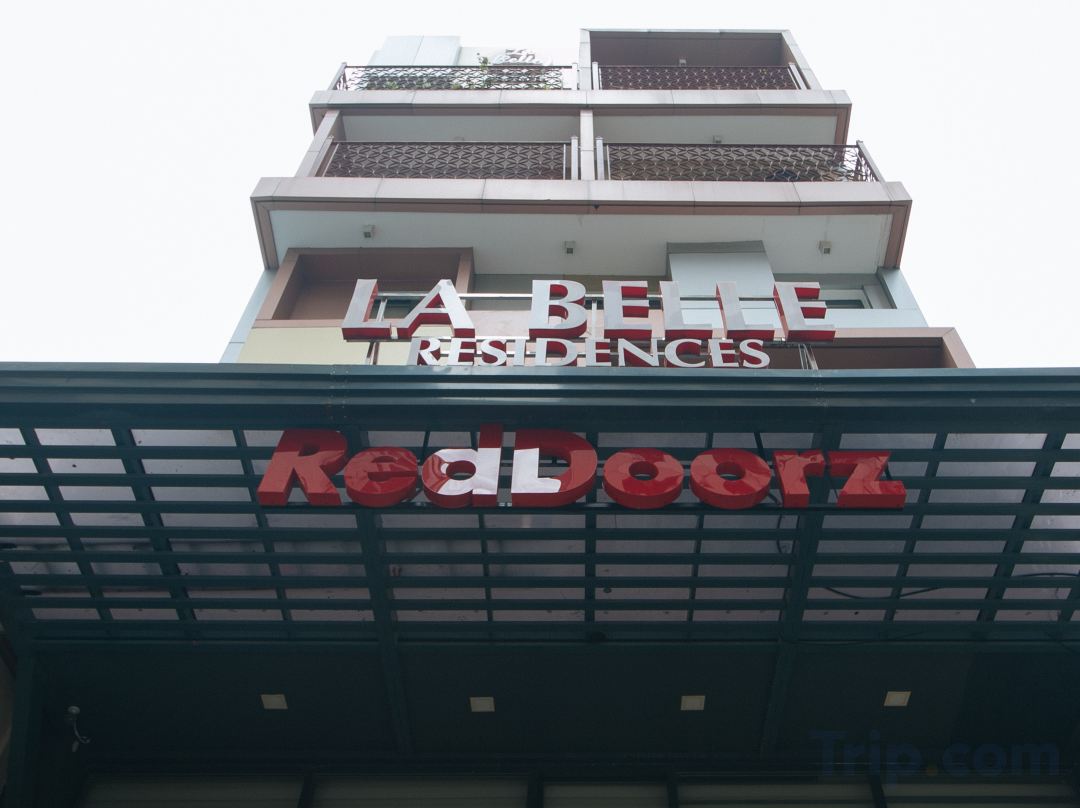 LA BELLE
RESIDENCES
RedDoorz
Trip.com